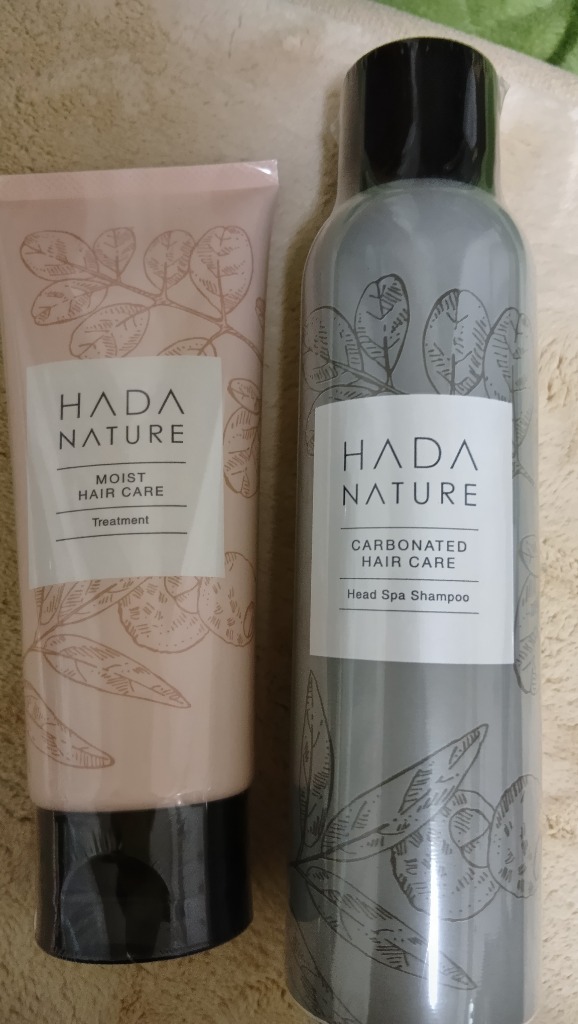 HADA
NATURE
MOIST
HAIR CARE
Treatment
HADA
NATURE
CARBONATED
HAIR CARE
Head Spa Shampoo